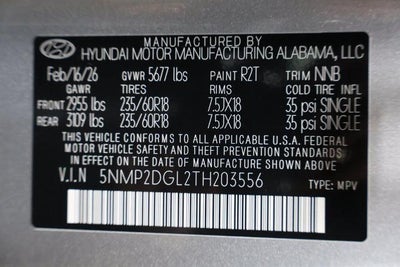 MANUFACTURED BY
HYUNDAI MOTOR MANUFACTURING ALABAMA, LLC
Feb/16/26 GVWR 5677 lbs PAINT R2T TRIM NNB
GAWR TIRES RIMS COLD TIRE INFL
FRONT 2955 lbs 235/60R18 7.5JX18 35 psi SINGLE
REAR 3109 lbs 235/60R18 7.5JX18 35 psi SINGLE
THIS VEHICLE CONFORMS TO ALL APPLICABLE U.S.A. FEDERAL
MOTOR VEHICLE SAFETY BUMPER, AND THEFT PREVENTION STANDARDS
IN EFFECT ON THE DATE OF MANUFACTURE SHOWN ABOVE.
V.I.N 5NMP2DGL2TH203556 TYPE: MPV